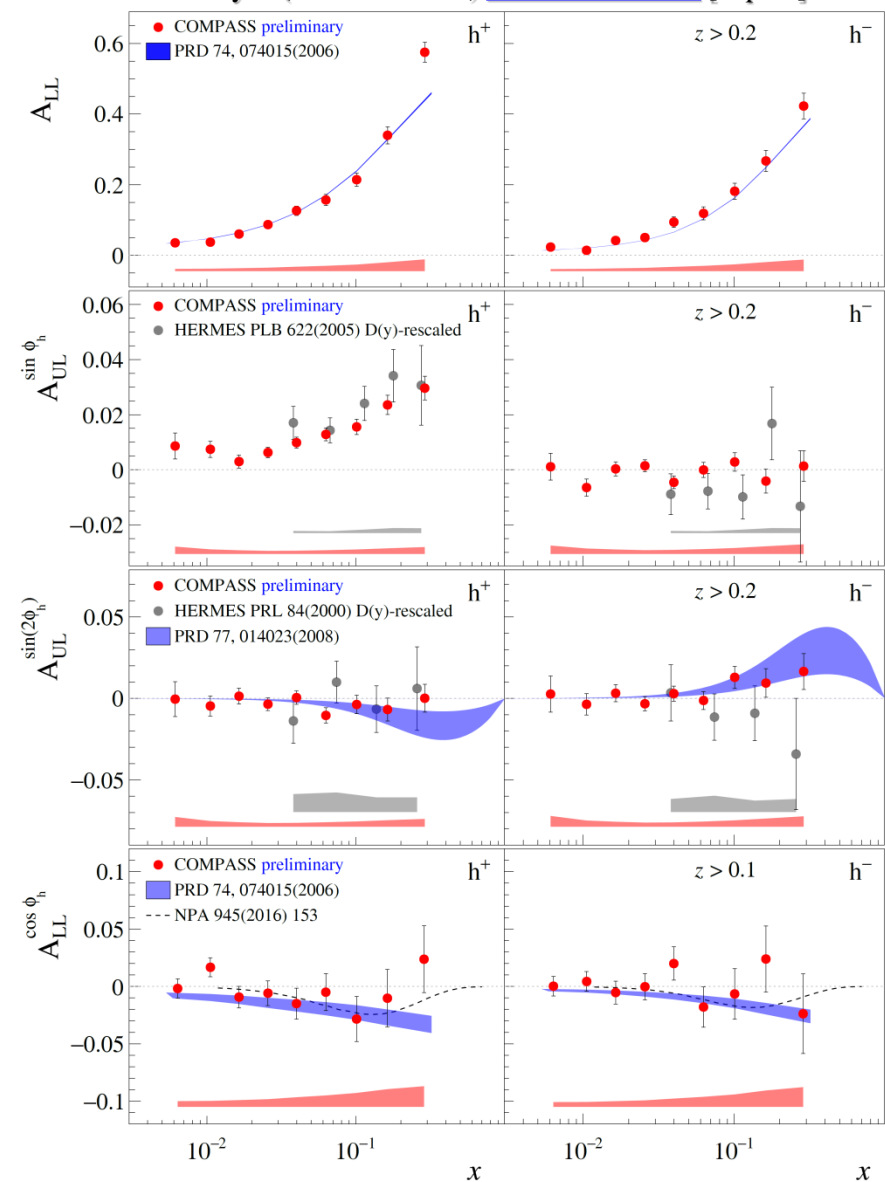 COMPASS preliminary
PRD 74, 074015(2006)
h+
z > 0.2
h−
A_LL
0.6
0.4
0.2
0
COMPASS preliminary
HERMES PLB 622(2005) D(y)-rescaled
h+
z > 0.2
h−
A_UL^sin ϕ_h
0.06
0.04
0.02
0
−0.02
COMPASS preliminary
HERMES PRL 84(2000) D(y)-rescaled
PRD 77, 014023(2008)
h+
z > 0.2
h−
A_UL^sin(2ϕ_h)
0.05
0
−0.05
COMPASS preliminary
PRD 74, 074015(2006)
NPA 945(2016) 153
h+
z > 0.1
h−
A_LL^cos ϕ_h
0.1
0.05
0
−0.05
−0.1
10−2 10−1 10−2 10−1
x x